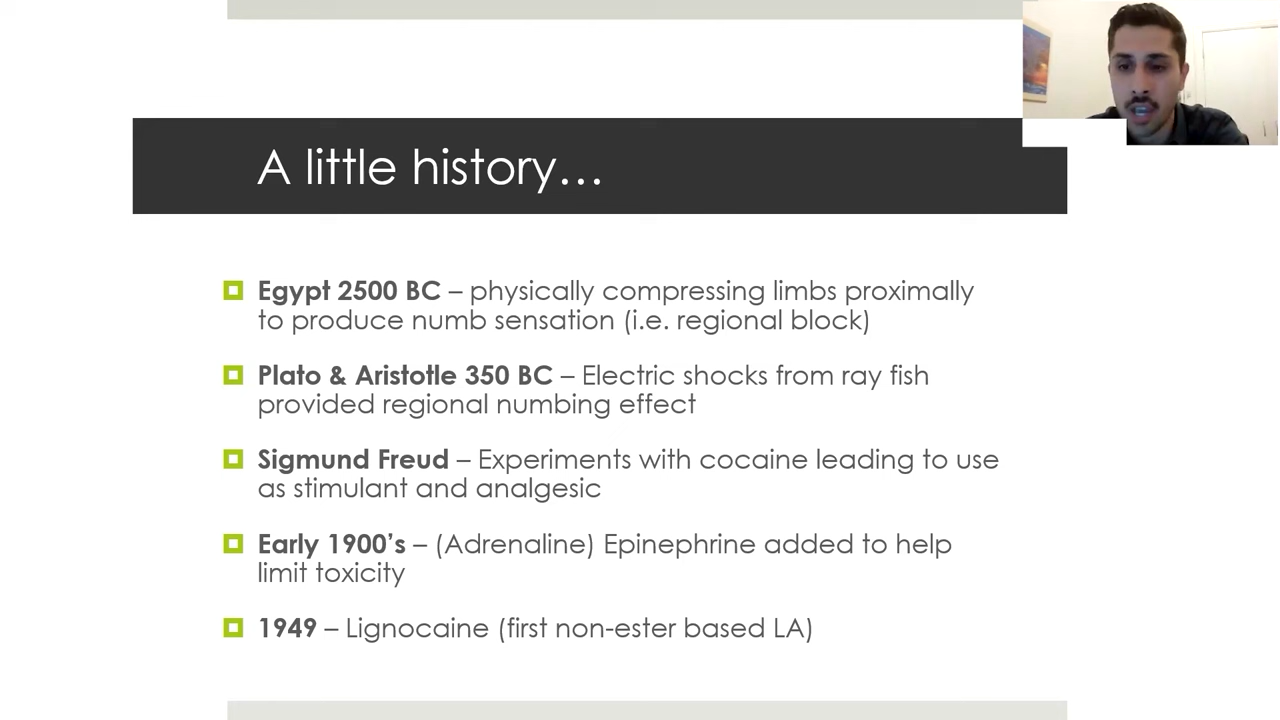 A little history...
Egypt 2500 BC – physically compressing limbs proximally
to produce numb sensation (i.e. regional block)
Plato & Aristotle 350 BC – Electric shocks from ray fish
provided regional numbing effect
Sigmund Freud – Experiments with cocaine leading to use
as stimulant and analgesic
Early 1900’s – (Adrenaline) Epinephrine added to help
limit toxicity
1949 – Lignocaine (first non-ester based LA)